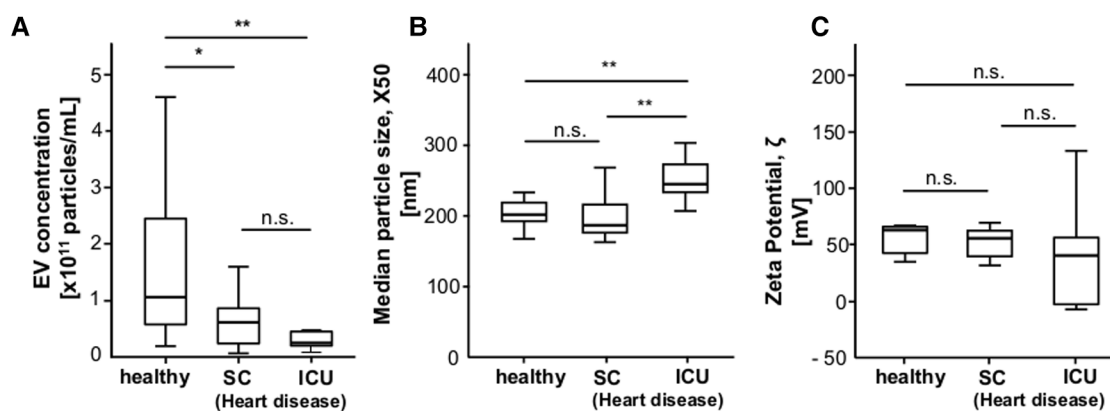 A
EV concentration
[x10¹¹ particles/mL]
5
4
3
2
1
0
**
*
n.s.
healthy
SC
ICU
(Heart disease)
B
Median particle size, X50
[nm]
400
300
200
100
0
**
**
n.s.
healthy
SC
ICU
(Heart disease)
C
Zeta Potential, ζ
[mV]
200
150
100
50
0
- 50
n.s.
n.s.
n.s.
healthy
SC
ICU
(Heart disease)